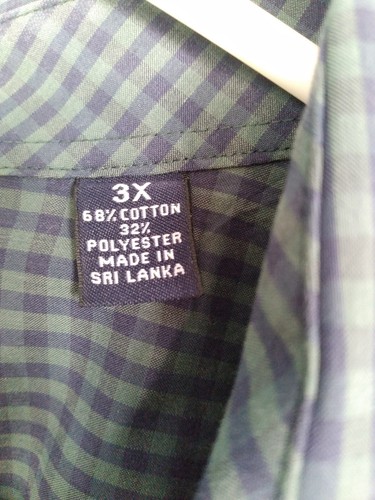 3X
68% COTTON
32%
POLYESTER
MADE IN
SRI LANKA